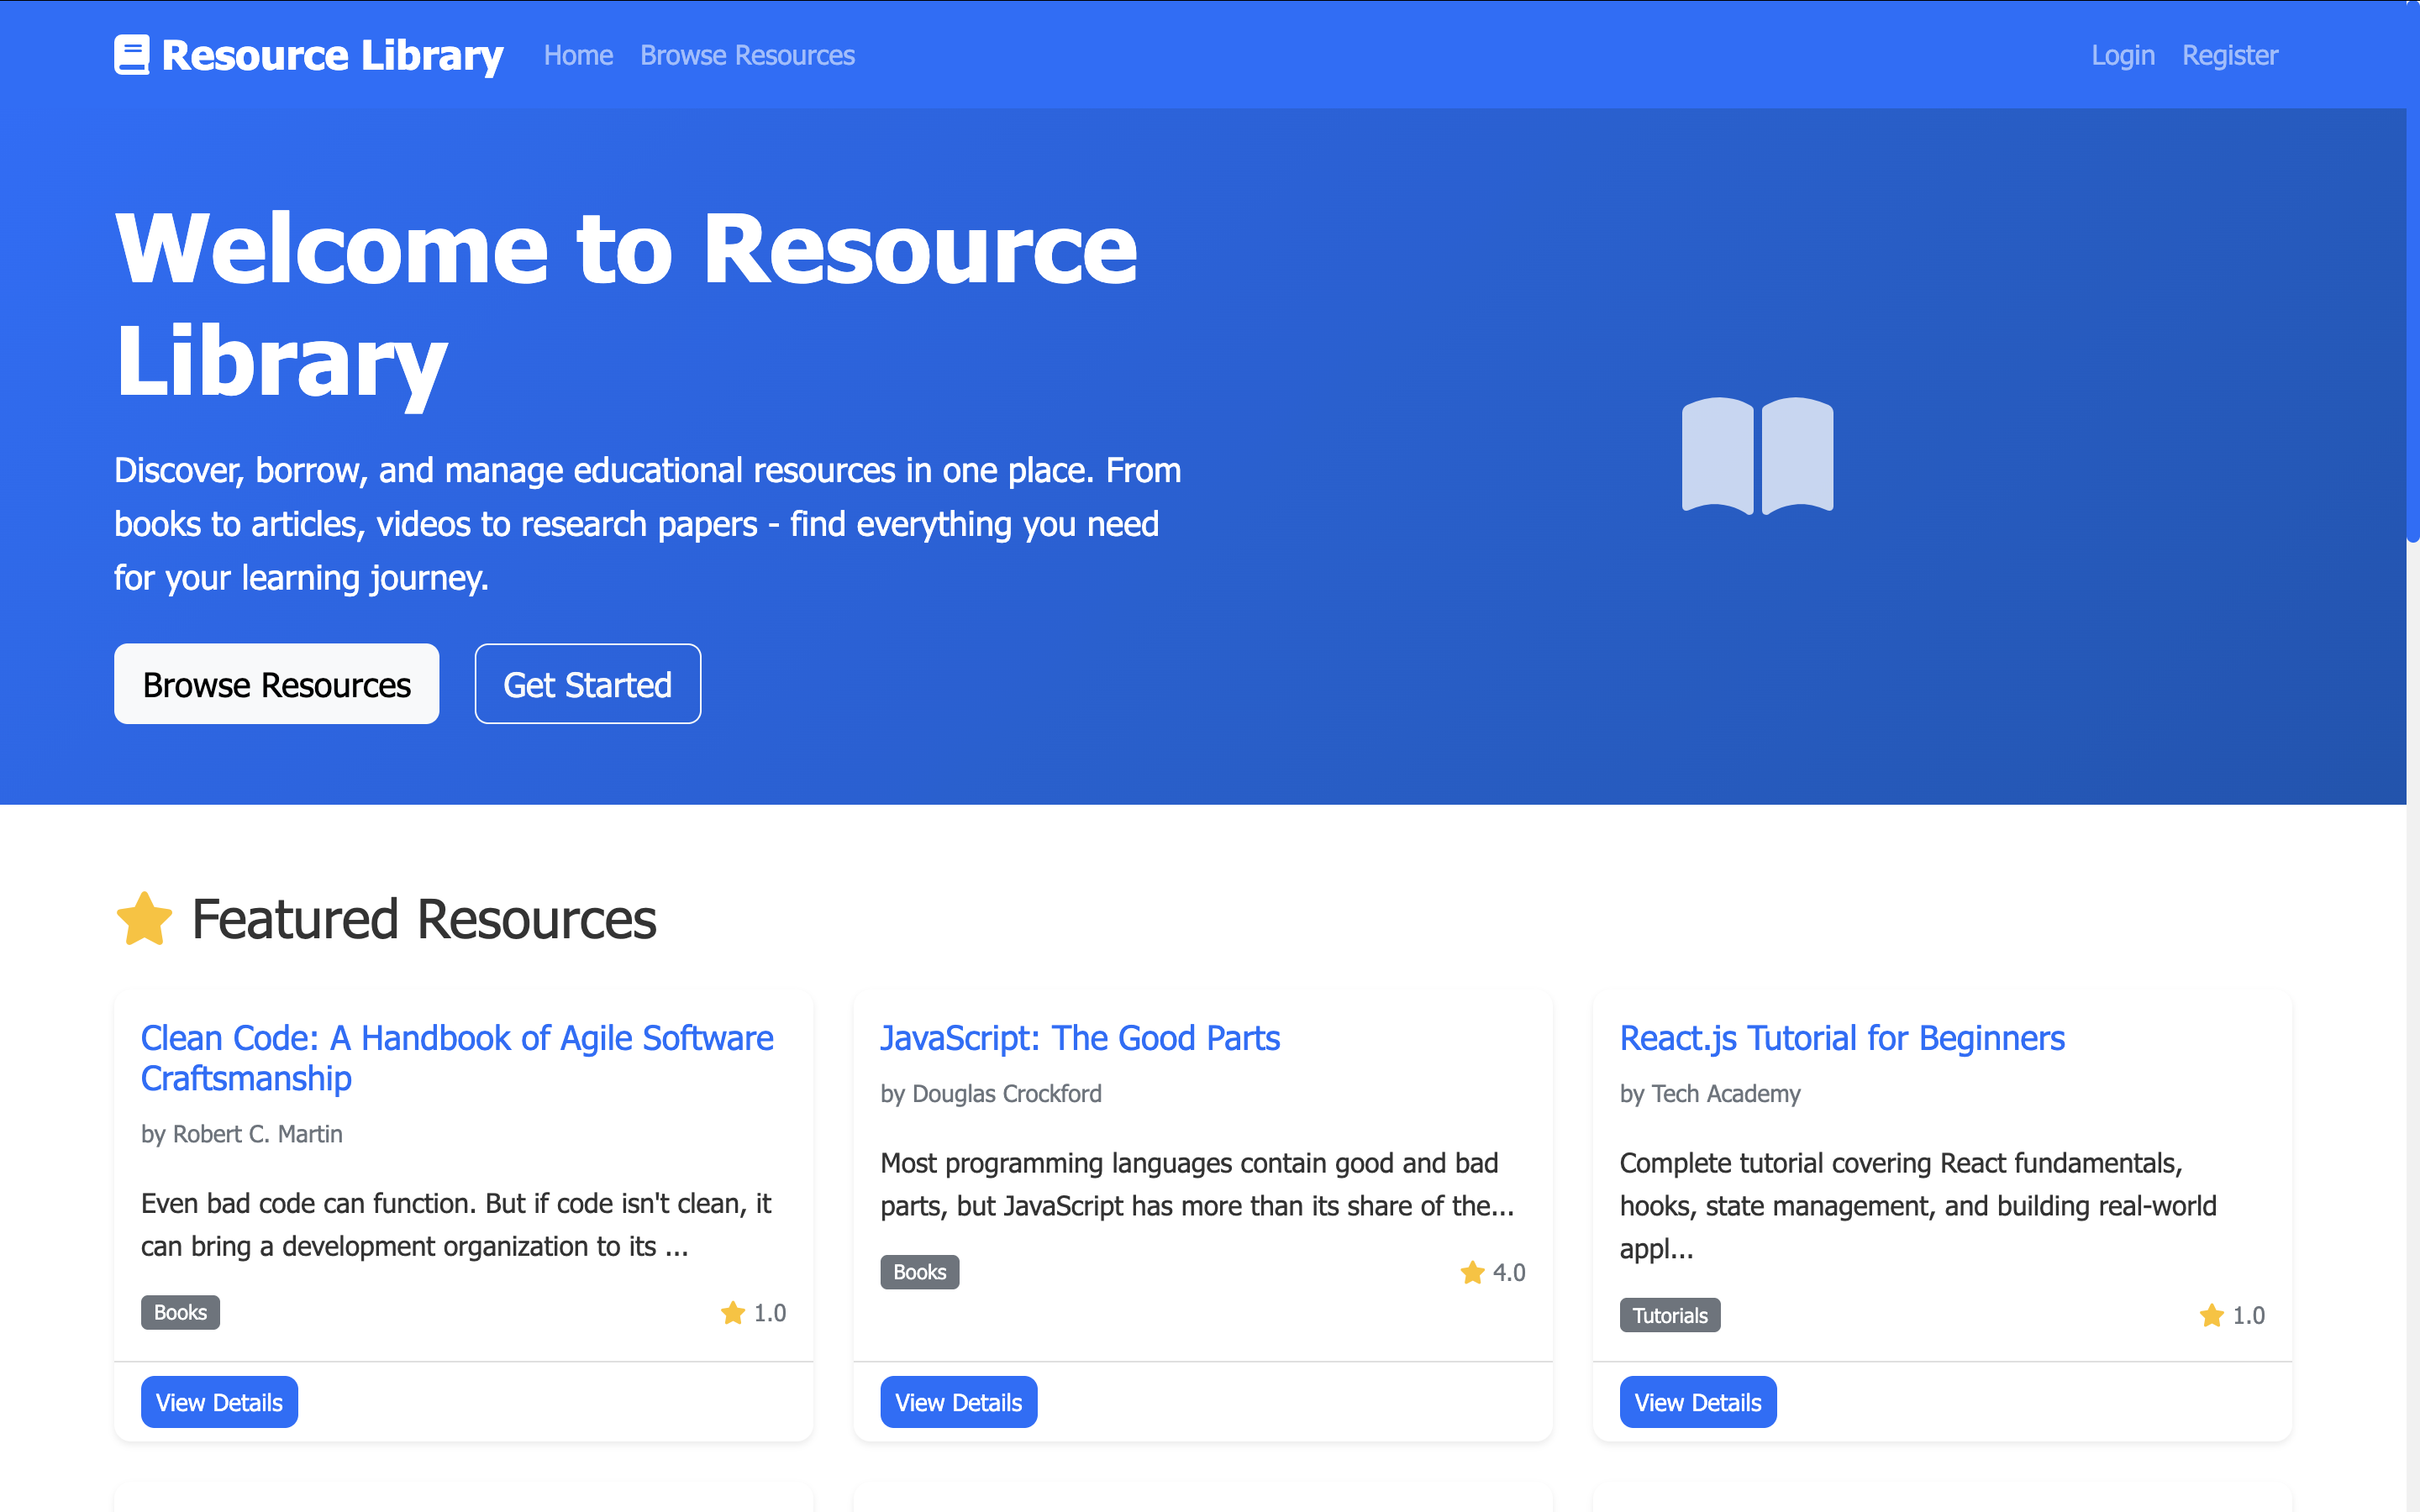 Resource Library
Home
Browse Resources
Login
Register
Welcome to Resource
Library
Discover, borrow, and manage educational resources in one place. From
books to articles, videos to research papers - find everything you need
for your learning journey.
Browse Resources
Get Started
Featured Resources
Clean Code: A Handbook of Agile Software
Craftsmanship
by Robert C. Martin
Even bad code can function. But if code isn't clean, it
can bring a development organization to its ...
Books
1.0
View Details
JavaScript: The Good Parts
by Douglas Crockford
Most programming languages contain good and bad
parts, but JavaScript has more than its share of the...
Books
4.0
View Details
React.js Tutorial for Beginners
by Tech Academy
Complete tutorial covering React fundamentals,
hooks, state management, and building real-world
appl...
Tutorials
1.0
View Details